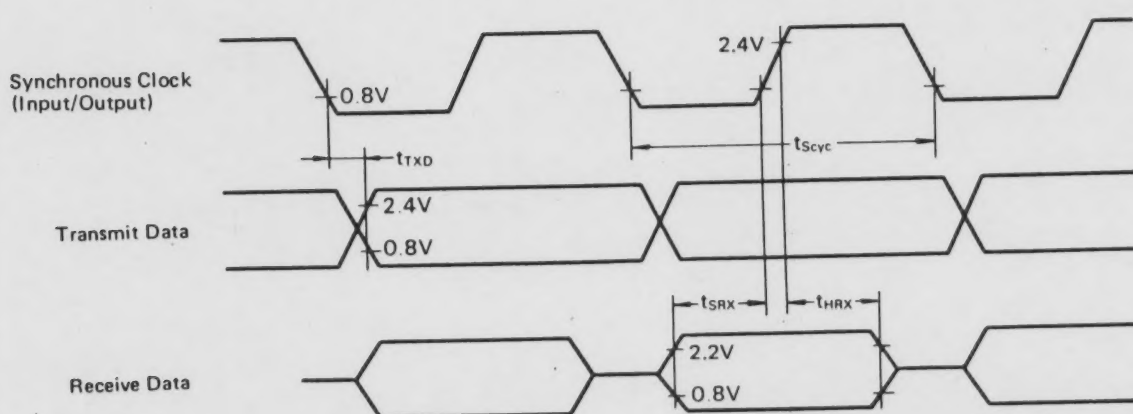 Synchronous Clock
(Input/Output)
0.8V
2.4V
tScyc
tTXD
Transmit Data
2.4V
0.8V
tSRX
tHRX
Receive Data
2.2V
0.8V